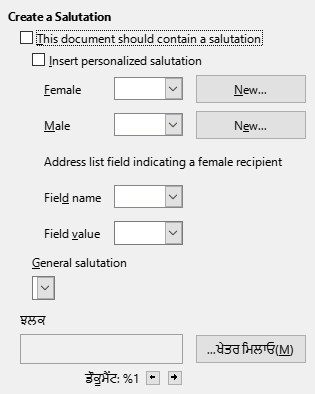 Create a Salutation
This document should contain a salutation
Insert personalized salutation
Female New...
Male New...
Address list field indicating a female recipient
Field name
Field value
General salutation
ਝਲਕ
...ਖੇਤਰ ਮਿਲਾਓ(M)
ਡੌਕੂਮੈਂਟ: %1